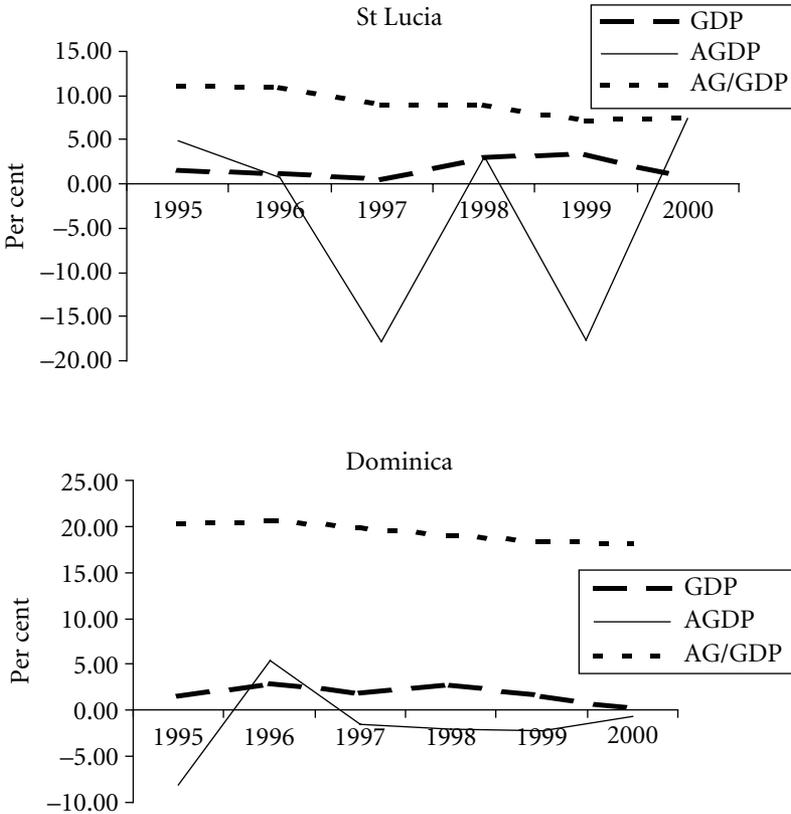 St Lucia
GDP
AGDP
AG/GDP
Per cent
15.00
10.00
5.00
0.00
–5.00
–10.00
–15.00
–20.00
1995 1996 1997 1998 1999 2000
Dominica
GDP
AGDP
AG/GDP
Per cent
25.00
20.00
15.00
10.00
5.00
0.00
–5.00
–10.00
1995 1996 1997 1998 1999 2000